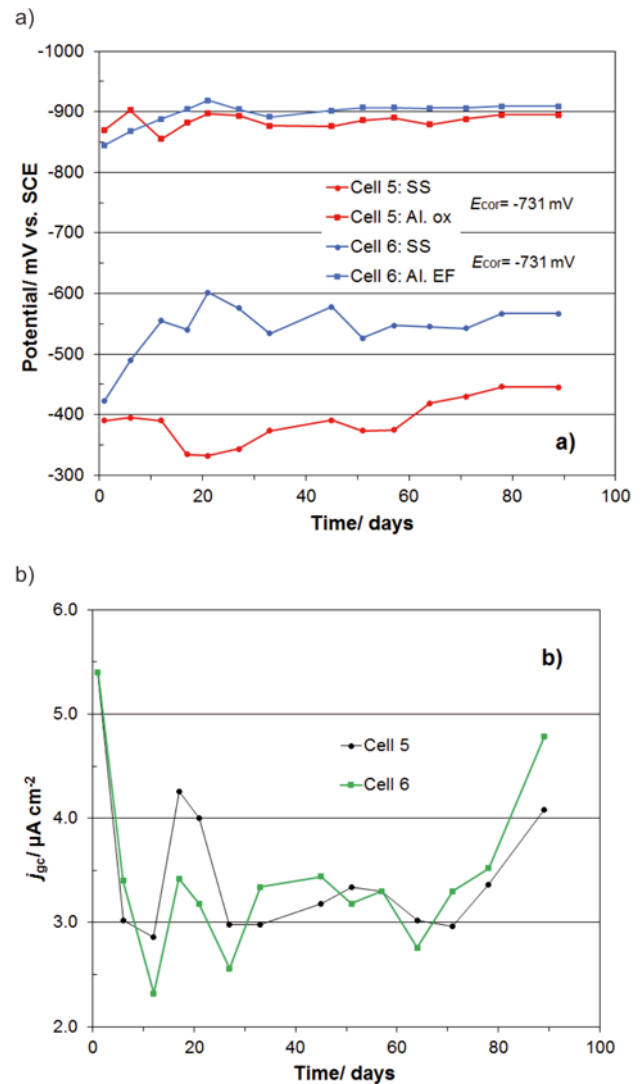 a)
-1000
-900
-800
-700
-600
-500
-400
-300
Potential/ mV vs. SCE
Cell 5: SS
Cell 5: Al. ox
Cell 6: SS
Cell 6: Al. EF
Ecor= -731 mV
Ecor= -731 mV
a)
0 20 40 60 80 100
Time/ days
b)
6.0
5.0
4.0
3.0
2.0
jgc/ µA cm-2
b)
Cell 5
Cell 6
0 20 40 60 80 100
Time/ days